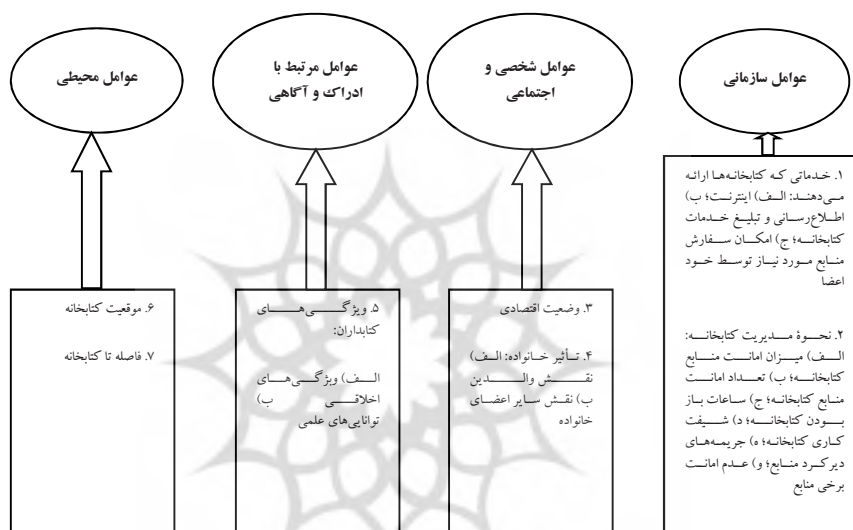 عوامل سازمانی
عوامل شخصی و
اجتماعی
عوامل مرتبط با
ادراک و آگاهی
عوامل محیطی
۱. خدماتی که کتابخانه‌ها ارائه
می‌دهند: الف) اینترنت؛ ب)
اطلاع‌رسانی و تبلیغ خدمات
کتابخانه؛ ج) امکان سفارش
منابع مورد نیاز توسط خود
اعضا
۲. نحوهٔ مدیریت کتابخانه:
الف) میزان امانت منابع
کتابخانه؛ ب) تعداد امانت
منابع کتابخانه؛ ج) ساعات باز
بودن کتابخانه؛ د) شیفت
کاری کتابخانه؛ ه) جریمه‌های
دیرکرد منابع؛ و) عدم امانت
برخی منابع
۳. وضعیت اقتصادی
۴. تأثیر خانواده: الف)
نقش والدین
ب) نقش سایر اعضای
خانواده
۵. ویژگی‌های
کتابداران:
الف) ویژگی‌های
اخلاقی ب)
توانایی‌های علمی
۶. موقعیت کتابخانه
۷. فاصله تا کتابخانه